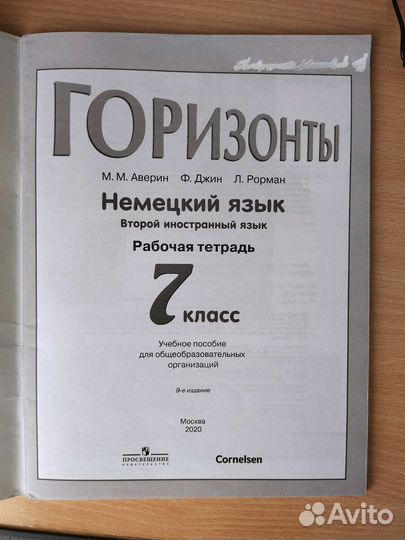 ГОРИЗОНТЫ
М. М. Аверин Ф. Джин Л. Рорман
Немецкий язык
Второй иностранный язык
Рабочая тетрадь
7 класс
Учебное пособие
для общеобразовательных
организаций
9-е издание
Москва
2020
ПРОСВЕЩЕНИЕ
ИЗДАТЕЛЬСТВО
Cornelsen
Avito